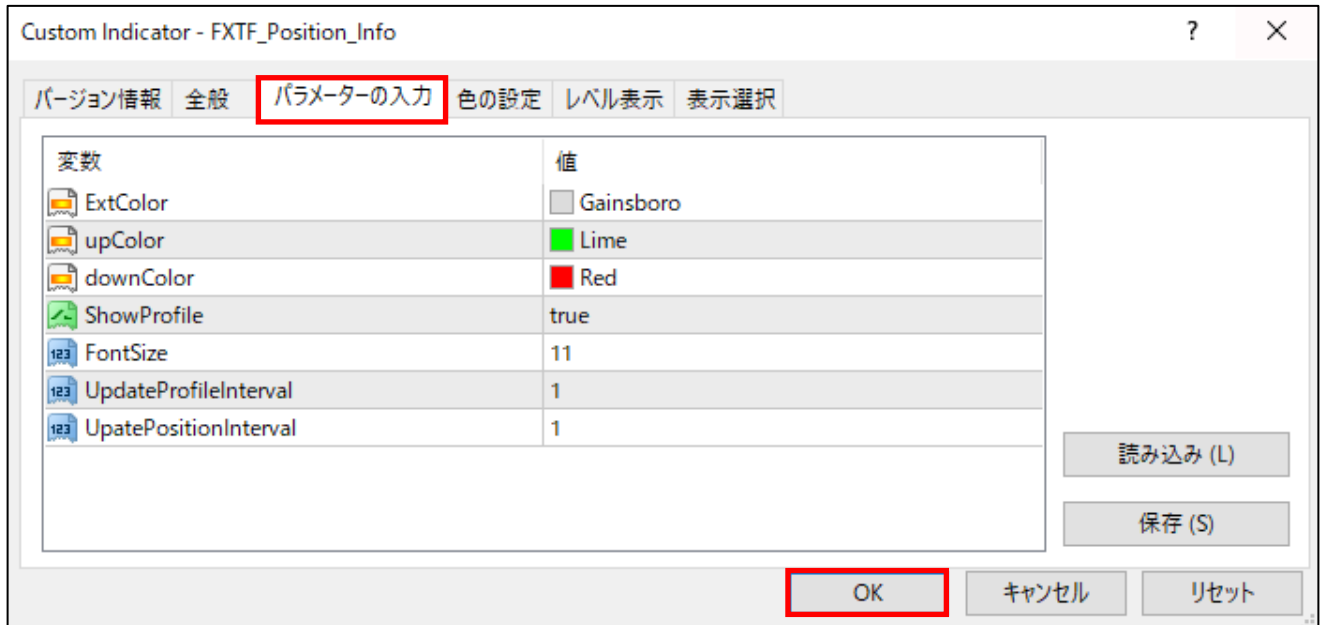 Custom Indicator - FXTF_Position_Info ?
バージョン情報 全般 パラメーターの入力 色の設定 レベル表示 表示選択
変数 値
ExtColor Gainsboro
upColor Lime
downColor Red
ShowProfile true
123 FontSize 11
123 UpdateProfileInterval 1
123 UpatePositionInterval 1
読み込み (L)
保存 (S)
OK キャンセル リセット